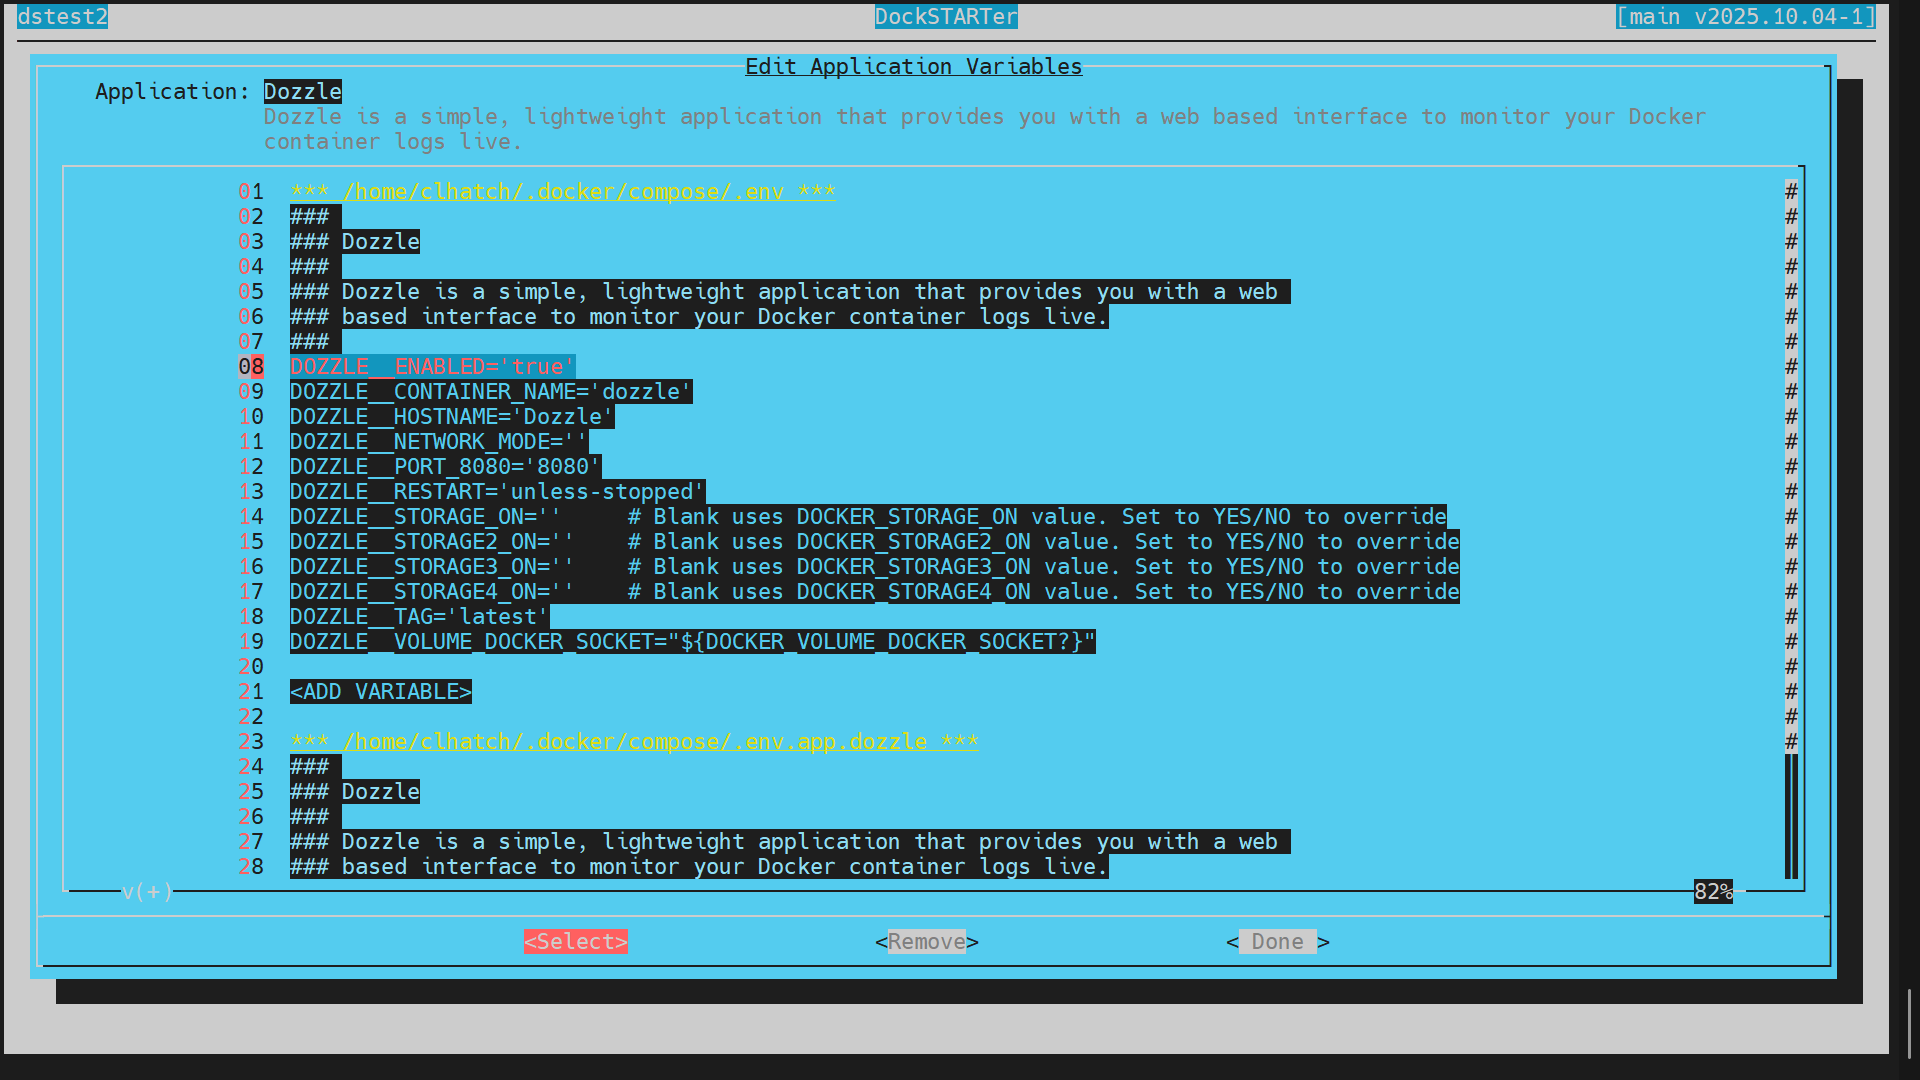 dstest2 DockSTARTer [main v2025.10.04-1]
Edit Application Variables
Application: Dozzle
Dozzle is a simple, lightweight application that provides you with a web based interface to monitor your Docker
container logs live.
01 *** /home/clhatch/.docker/compose/.env *** #
02 ### #
03 ### Dozzle #
04 ### #
05 ### Dozzle is a simple, lightweight application that provides you with a web #
06 ### based interface to monitor your Docker container logs live. #
07 ### #
08 DOZZLE__ENABLED='true' #
09 DOZZLE__CONTAINER_NAME='dozzle' #
10 DOZZLE__HOSTNAME='Dozzle' #
11 DOZZLE__NETWORK_MODE='' #
12 DOZZLE__PORT_8080='8080' #
13 DOZZLE__RESTART='unless-stopped' #
14 DOZZLE__STORAGE_ON=''     # Blank uses DOCKER_STORAGE_ON value. Set to YES/NO to override #
15 DOZZLE__STORAGE2_ON=''    # Blank uses DOCKER_STORAGE2_ON value. Set to YES/NO to override #
16 DOZZLE__STORAGE3_ON=''    # Blank uses DOCKER_STORAGE3_ON value. Set to YES/NO to override #
17 DOZZLE__STORAGE4_ON=''    # Blank uses DOCKER_STORAGE4_ON value. Set to YES/NO to override #
18 DOZZLE__TAG='latest' #
19 DOZZLE__VOLUME_DOCKER_SOCKET="${DOCKER_VOLUME_DOCKER_SOCKET?}" #
20 #
21 <ADD VARIABLE> #
22 #
23 *** /home/clhatch/.docker/compose/.env.app.dozzle *** #
24 ###
25 ### Dozzle
26 ###
27 ### Dozzle is a simple, lightweight application that provides you with a web
28 ### based interface to monitor your Docker container logs live.
v(+) 82%
<Select> <Remove> < Done >